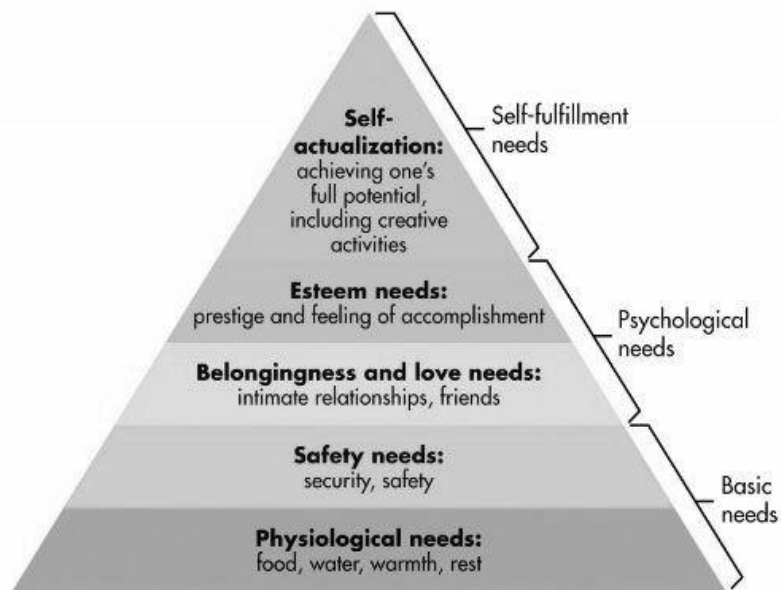 Self-
actualization:
achieving one's
full potential,
including creative
activities
Self-fulfillment
needs
Esteem needs:
prestige and feeling of accomplishment
Psychological
needs
Belongingness and love needs:
intimate relationships, friends
Safety needs:
security, safety
Basic
needs
Physiological needs:
food, water, warmth, rest